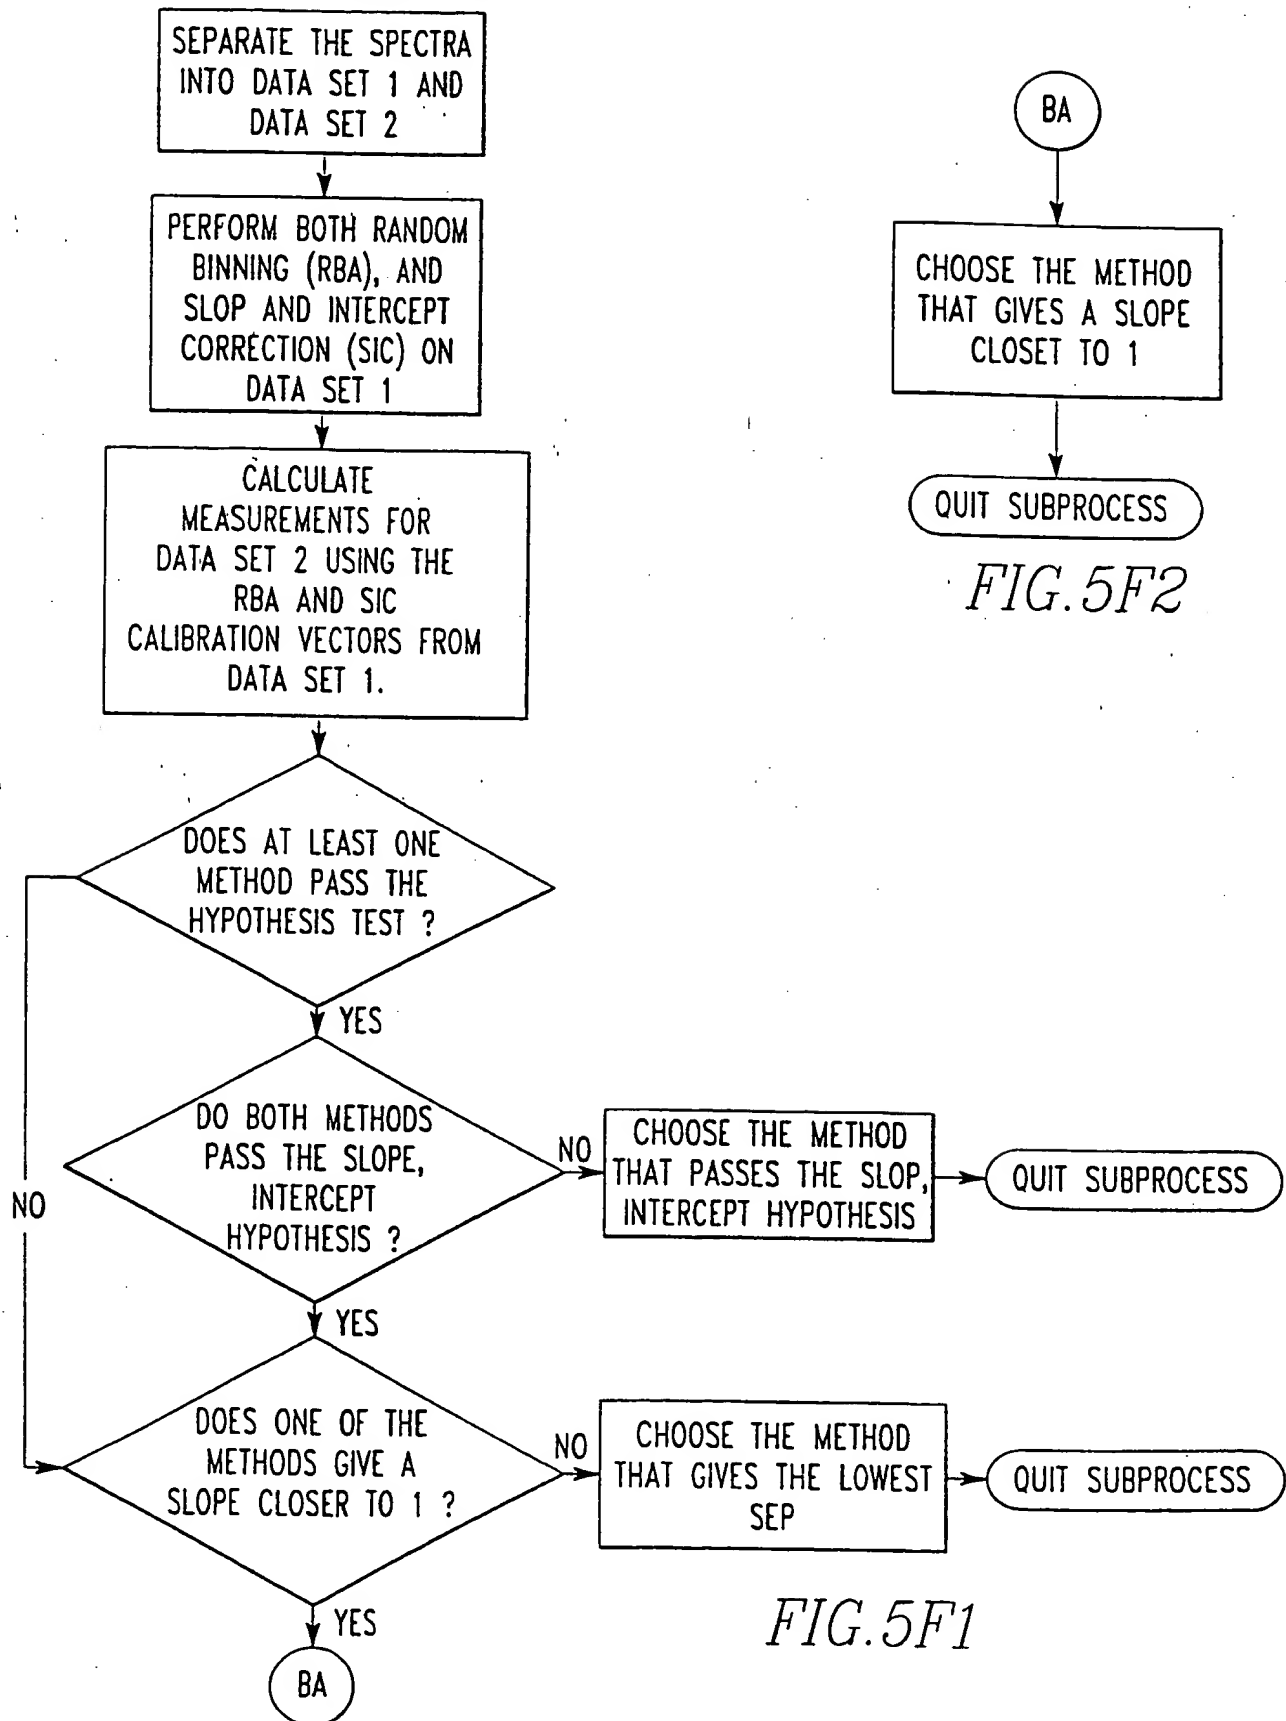 SEPARATE THE SPECTRA
INTO DATA SET 1 AND
DATA SET 2
PERFORM BOTH RANDOM
BINNING (RBA), AND
SLOP AND INTERCEPT
CORRECTION (SIC) ON
DATA SET 1
CALCULATE
MEASUREMENTS FOR
DATA SET 2 USING THE
RBA AND SIC
CALIBRATION VECTORS FROM
DATA SET 1.
DOES AT LEAST ONE
METHOD PASS THE
HYPOTHESIS TEST ?
YES
NO
DO BOTH METHODS
PASS THE SLOPE,
INTERCEPT
HYPOTHESIS ?
NO
CHOOSE THE METHOD
THAT PASSES THE SLOP,
INTERCEPT HYPOTHESIS
QUIT SUBPROCESS
YES
DOES ONE OF THE
METHODS GIVE A
SLOPE CLOSER TO 1 ?
NO
CHOOSE THE METHOD
THAT GIVES THE LOWEST
SEP
QUIT SUBPROCESS
YES
BA
FIG.5F1
BA
CHOOSE THE METHOD
THAT GIVES A SLOPE
CLOSET TO 1
QUIT SUBPROCESS
FIG.5F2